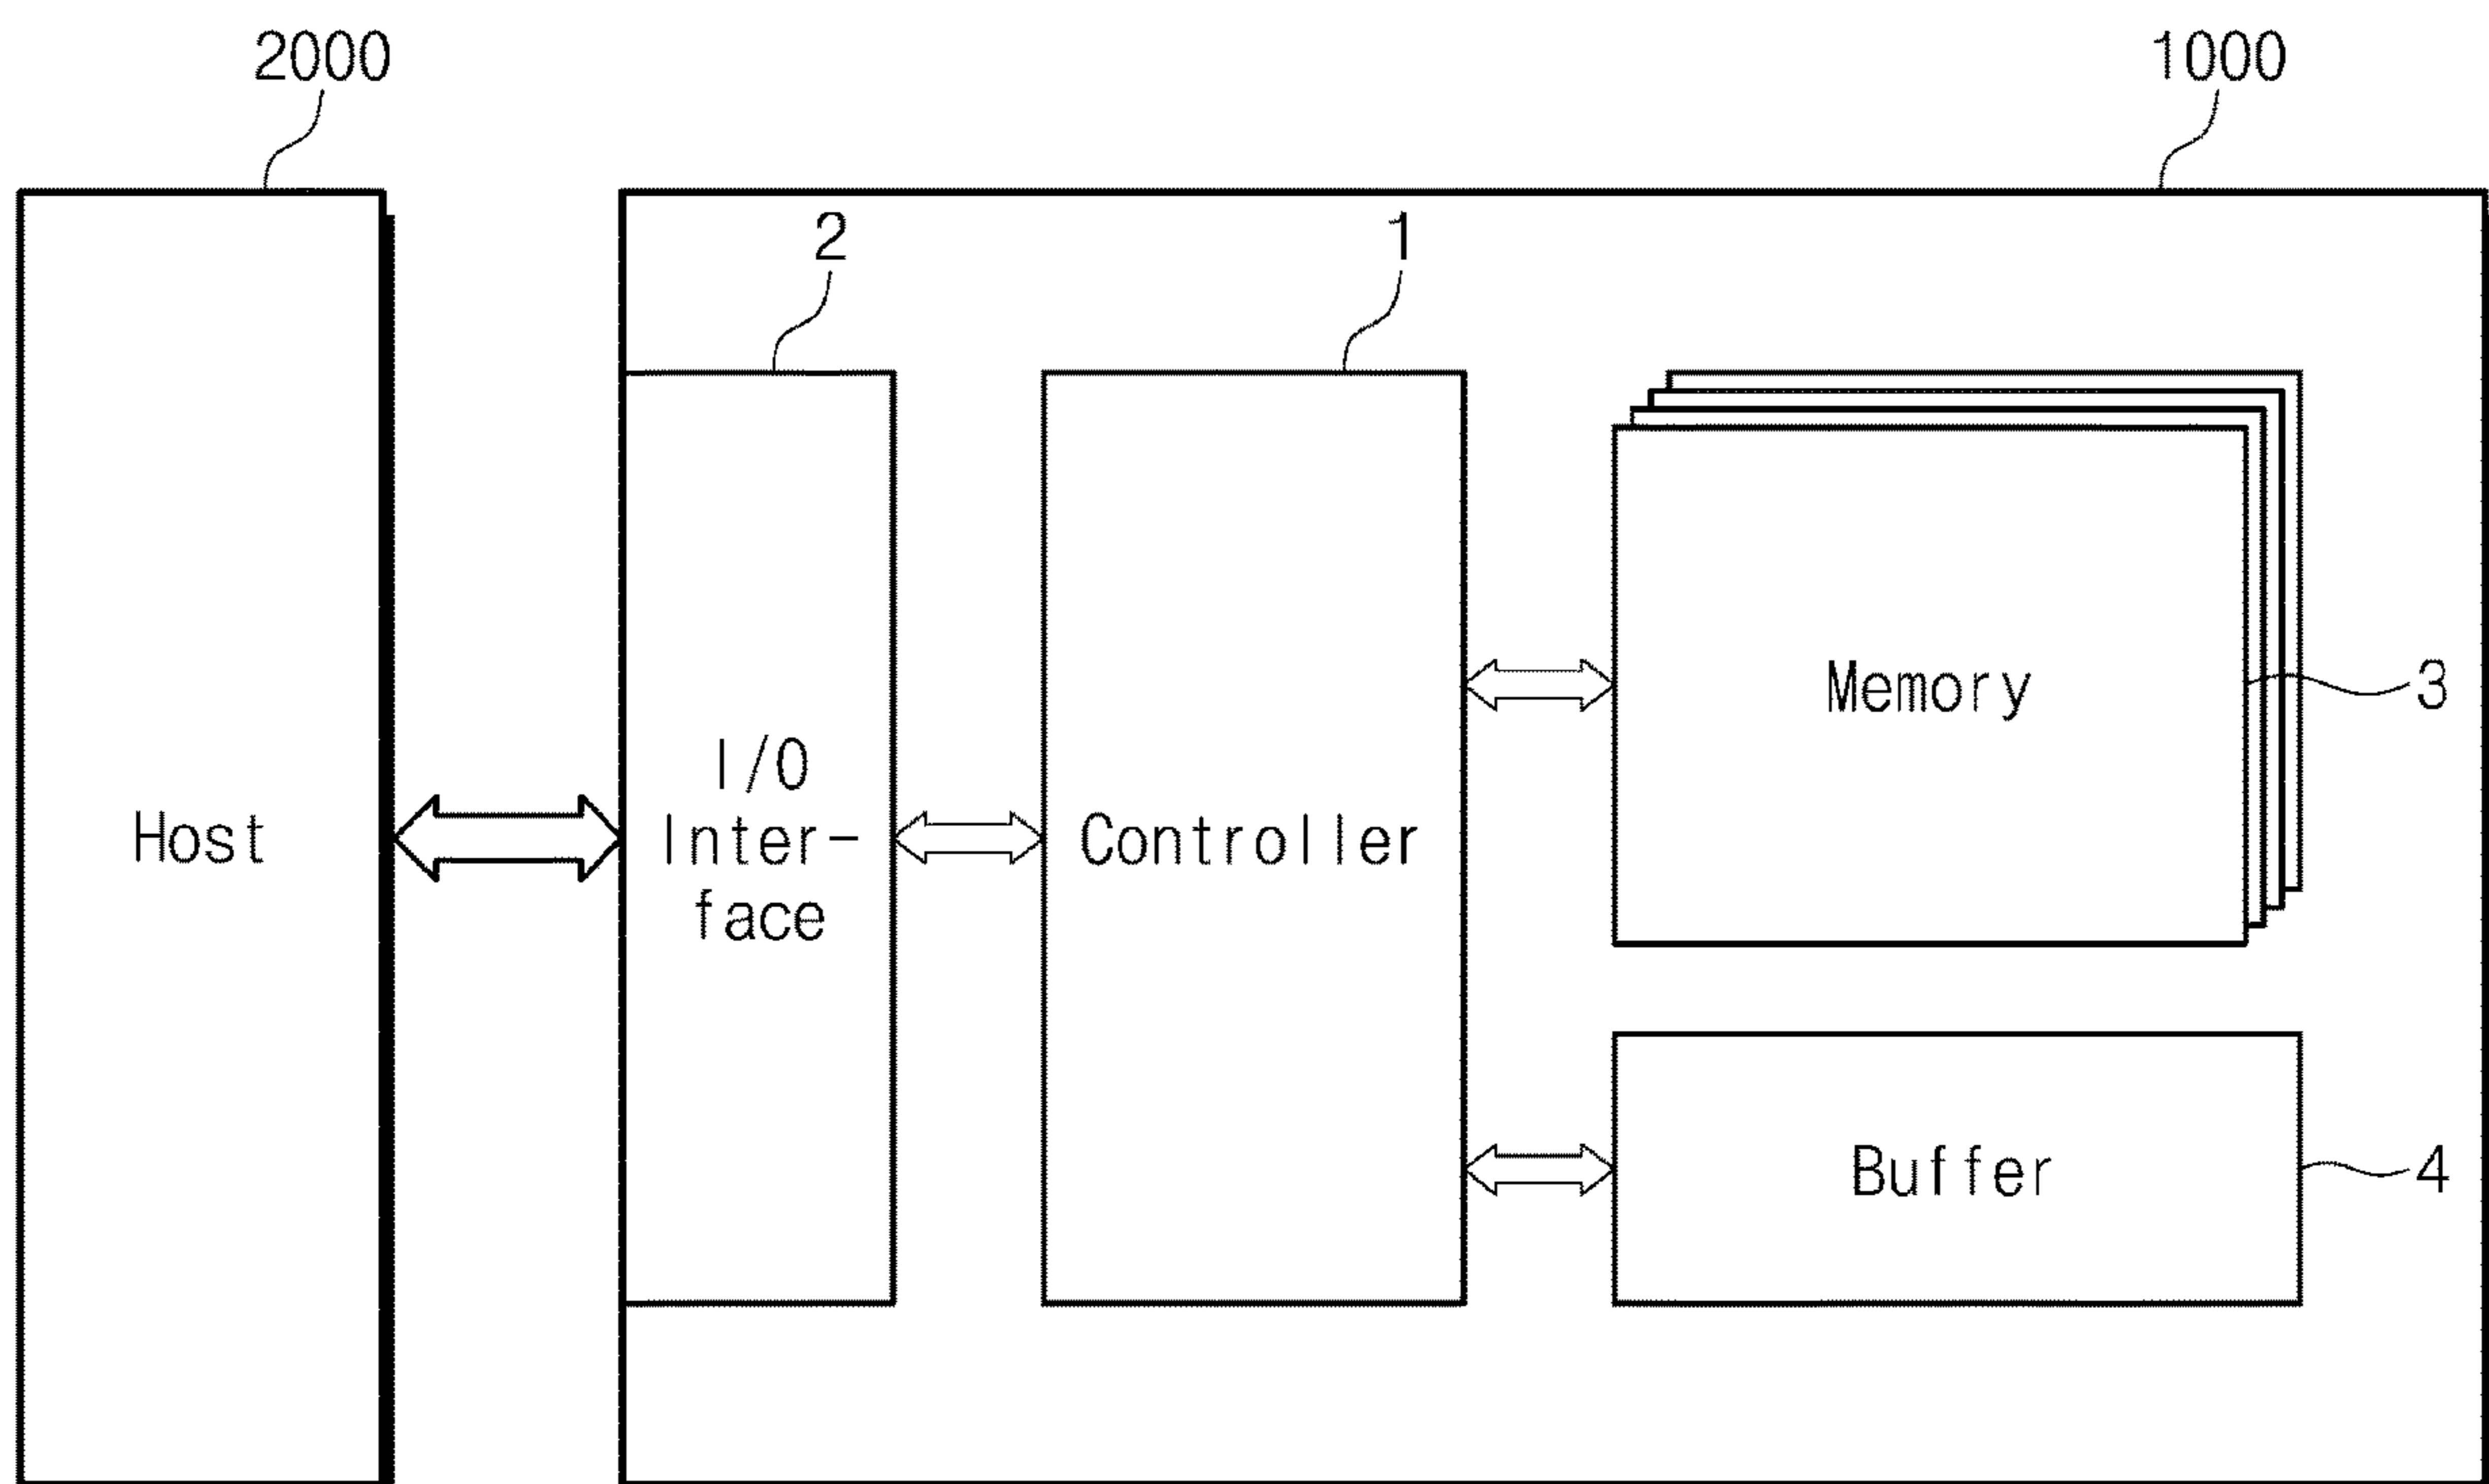 2000
1000
2
1
Host
I/O
Inter-
face
Controller
Memory
3
Buffer
4